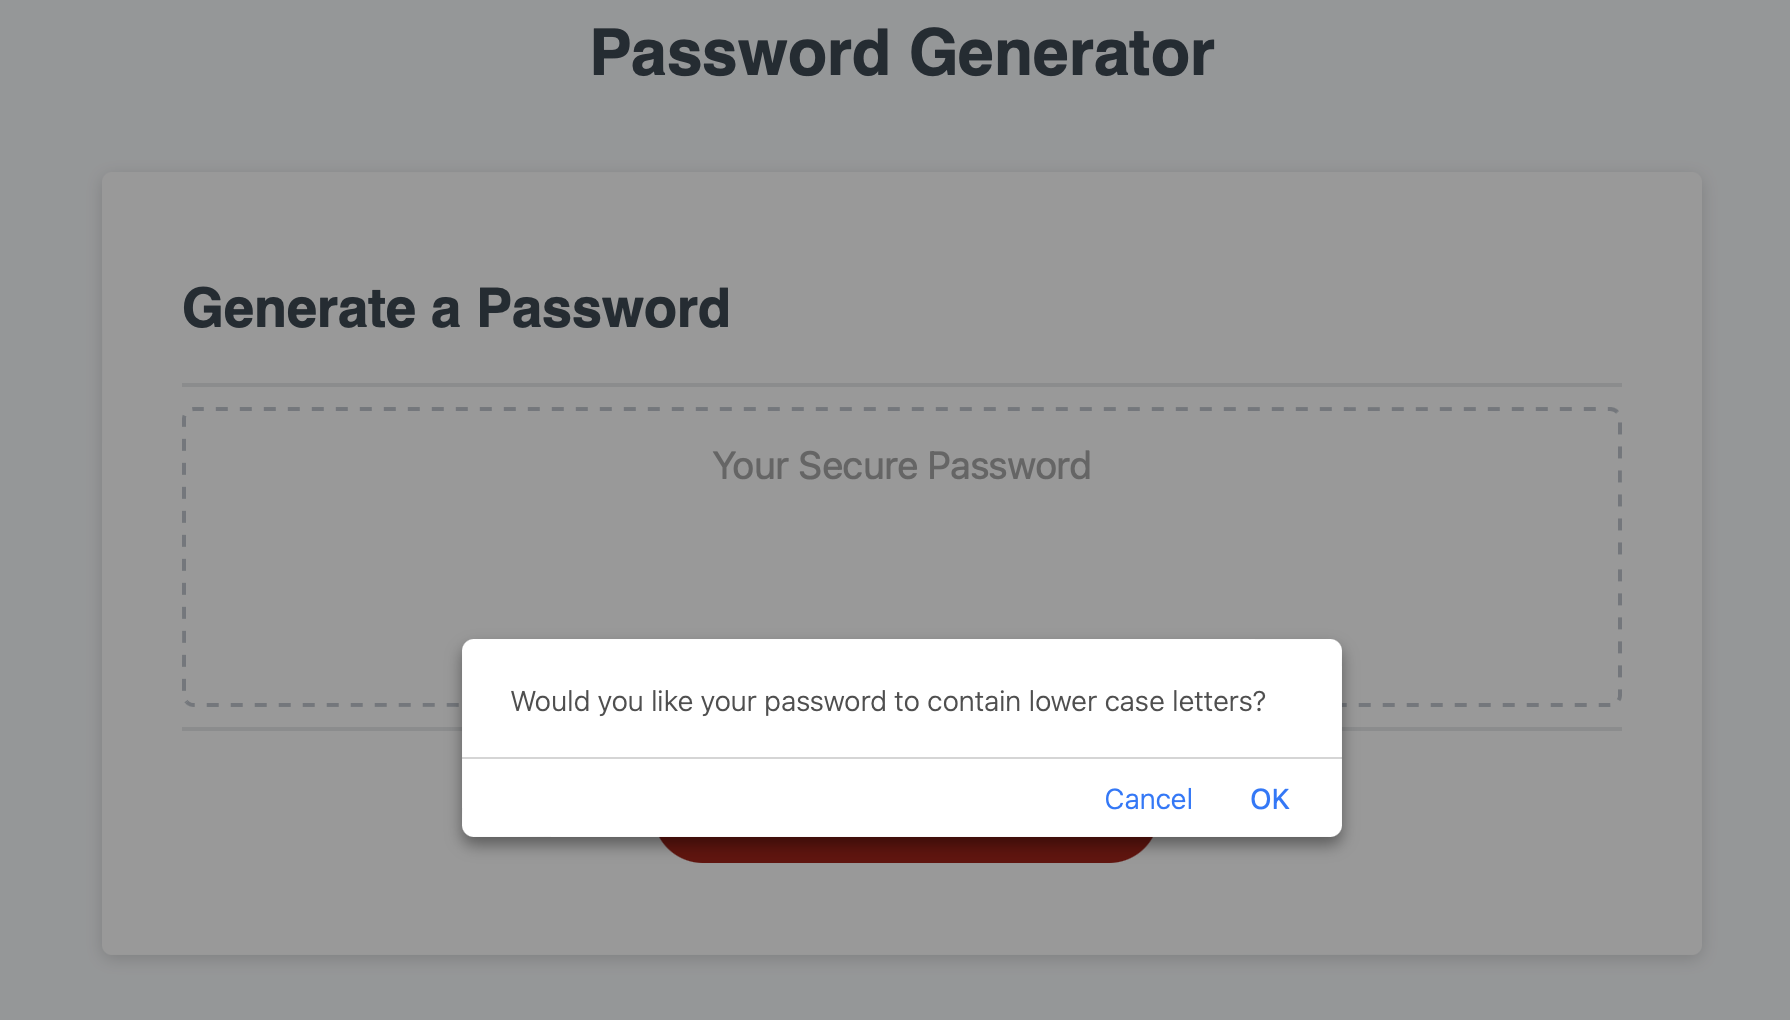 Password Generator
Generate a Password
Your Secure Password
Would you like your password to contain lower case letters?
Cancel OK